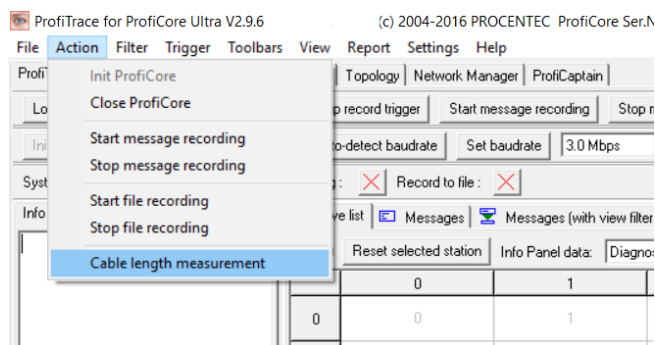 ProfiTrace for ProfiCore Ultra V2.9.6 (c) 2004-2016 PROCENTEC ProfiCore Ser.N
File Action Filter Trigger Toolbars View Report Settings Help
Init ProfiCore
Close ProfiCore
Start message recording
Stop message recording
Start file recording
Stop file recording
Cable length measurement
Topology Network Manager ProfiCaptain
record trigger Start message recording Stop
-detect baudrate Set baudrate 3.0 Mbps
Record to file :
list Messages Messages (with view filter
Info
Reset selected station Info Panel data: Diagno
0 1
0 0 1